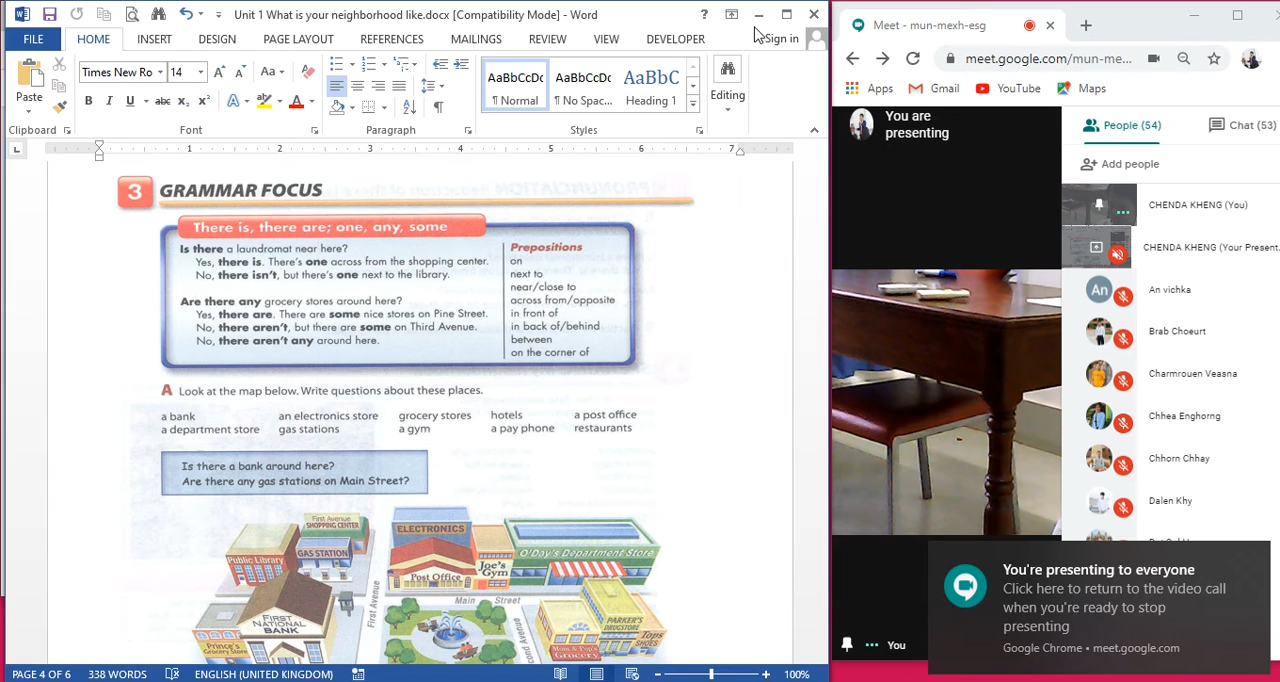 Unit 1 What is your neighborhood like.docx [Compatibility Mode] - Word
Sign in
FILE HOME INSERT DESIGN PAGE LAYOUT REFERENCES MAILINGS REVIEW VIEW DEVELOPER
Times New Ro 14
Paste
AaBbCcDc AaBbCcDc AaBbC
¶ Normal ¶ No Spac... Heading 1
Editing
Clipboard Font Paragraph Styles
1 2 3 4 5 6 7
3 GRAMMAR FOCUS
There is, there are; one, any, some
Is there a laundromat near here?
Yes, there is. There's one across from the shopping center.
No, there isn't, but there's one next to the library.
Are there any grocery stores around here?
Yes, there are. There are some nice stores on Pine Street.
No, there aren't, but there are some on Third Avenue.
No, there aren't any around here.
Prepositions
on
next to
near/close to
across from/opposite
in front of
in back of/behind
between
on the corner of
A Look at the map below. Write questions about these places.
a bank an electronics store grocery stores hotels a post office
a department store gas stations a gym a pay phone restaurants
Is there a bank around here?
Are there any gas stations on Main Street?
First Avenue
SHOPPING CENTER
GAS STATION
Public Library
FIRST
NATIONAL
BANK
Prince's
Grocery Store
First Avenue
ELECTRONICS
Post Office
Joe's
Gym
O'Day's Department Store
Main Street
PARKER'S
DRUGSTORE
Mom & Pop's
Grocery
Tops
SHOES
PAGE 4 OF 6 338 WORDS ENGLISH (UNITED KINGDOM) 100%
Meet - mun-mexh-esg
meet.google.com/mun-me...
Apps Gmail YouTube Maps
You are
presenting
People (54) Chat (53)
Add people
CHENDA KHENG (You)
CHENDA KHENG (Your Present...
An An vichka
Brab Choeurt
Charmrouen Veasna
Chhea Enghorng
Chhorn Chhay
Dalen Khy
You
You're presenting to everyone
Click here to return to the video call
when you're ready to stop
presenting
Google Chrome • meet.google.com